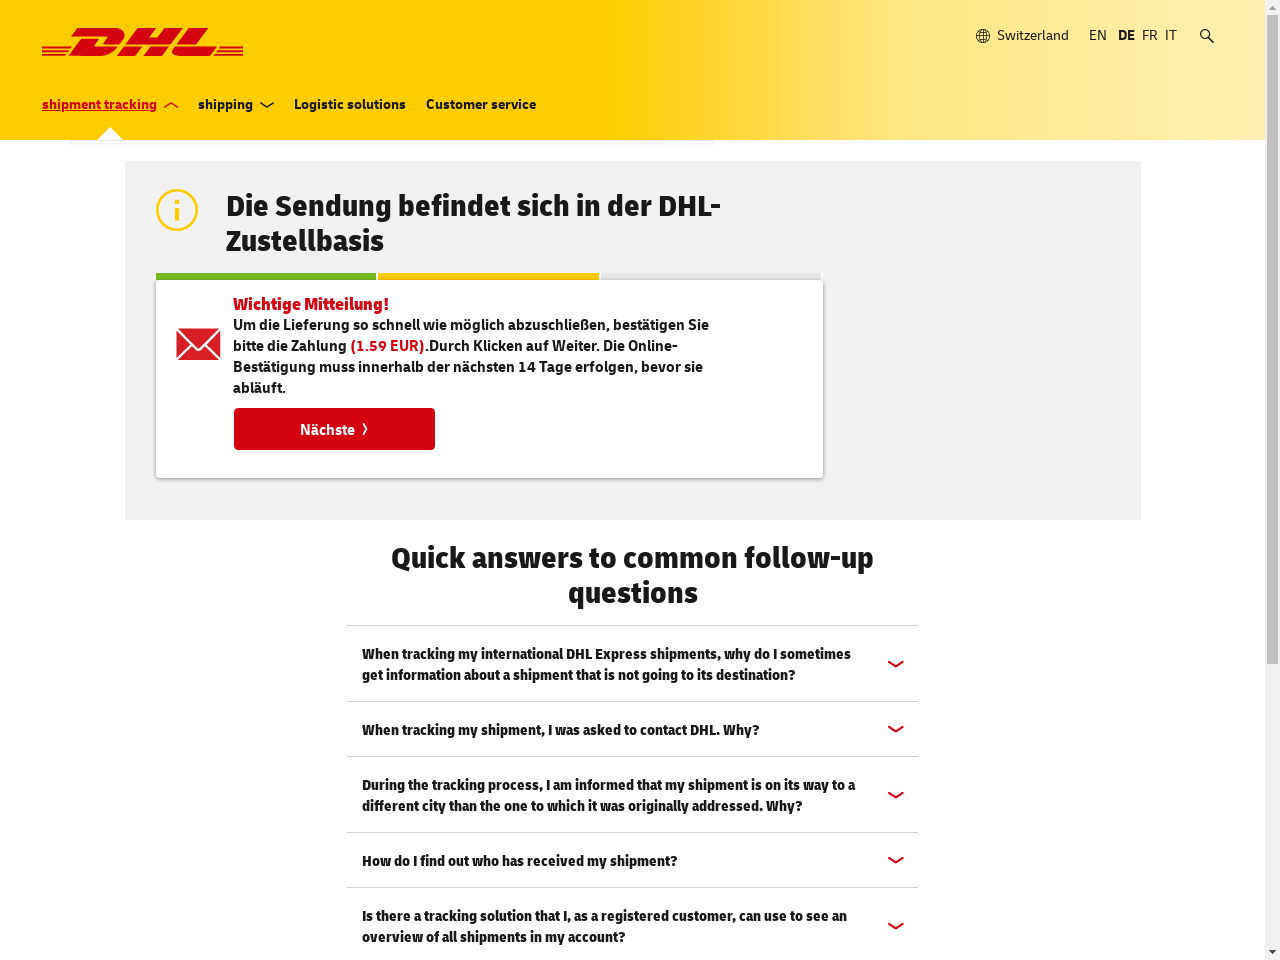 DHL
Switzerland EN DE FR IT
shipment tracking shipping Logistic solutions Customer service
Die Sendung befindet sich in der DHL-
Zustellbasis
Wichtige Mitteilung!
Um die Lieferung so schnell wie möglich abzuschließen, bestätigen Sie
bitte die Zahlung (1.59 EUR).Durch Klicken auf Weiter. Die Online-
Bestätigung muss innerhalb der nächsten 14 Tage erfolgen, bevor sie
abläuft.
Nächste
Quick answers to common follow-up
questions
When tracking my international DHL Express shipments, why do I sometimes
get information about a shipment that is not going to its destination?
When tracking my shipment, I was asked to contact DHL. Why?
During the tracking process, I am informed that my shipment is on its way to a
different city than the one to which it was originally addressed. Why?
How do I find out who has received my shipment?
Is there a tracking solution that I, as a registered customer, can use to see an
overview of all shipments in my account?